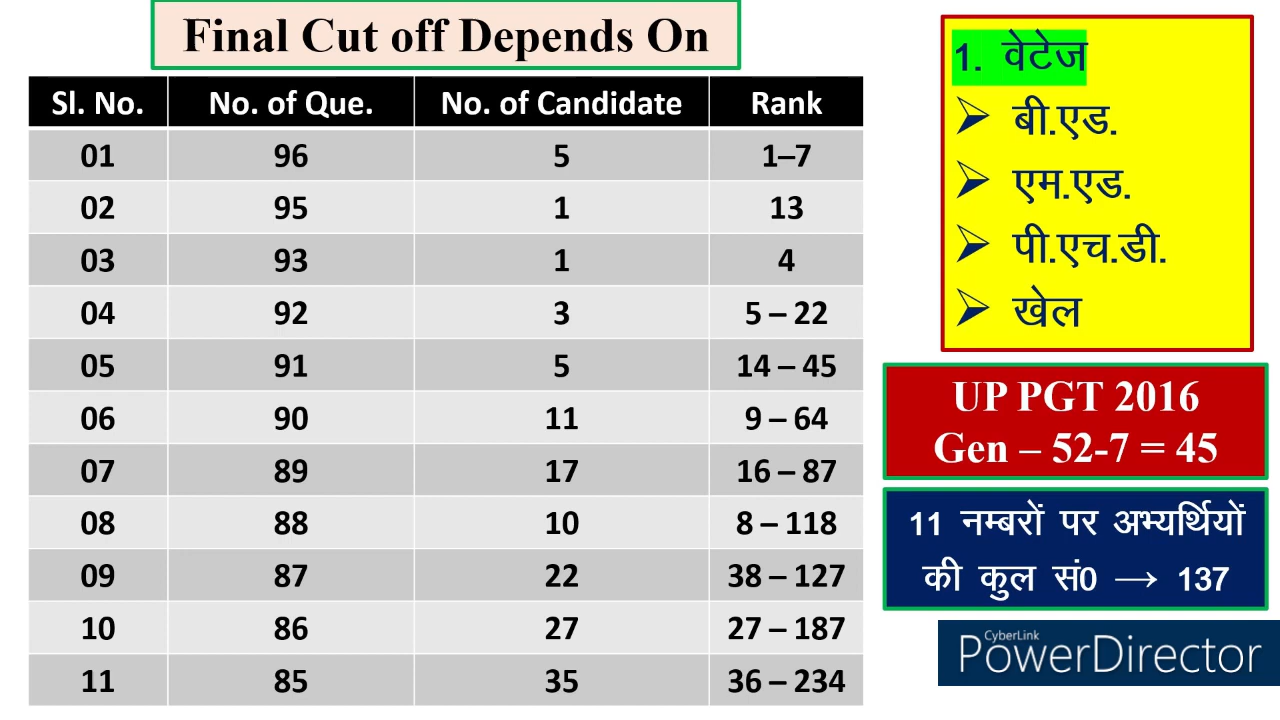 Final Cut off Depends On
Sl. No. No. of Que. No. of Candidate Rank
01 96 5 1–7
02 95 1 13
03 93 1 4
04 92 3 5 – 22
05 91 5 14 – 45
06 90 11 9 – 64
07 89 17 16 – 87
08 88 10 8 – 118
09 87 22 38 – 127
10 86 27 27 – 187
11 85 35 36 – 234
1. वेटेज
➢ बी.एड.
➢ एम.एड.
➢ पी.एच.डी.
➢ खेल
UP PGT 2016
Gen – 52-7 = 45
11 नम्बरों पर अभ्यर्थियों
की कुल सं0 → 137
CyberLink
PowerDirector